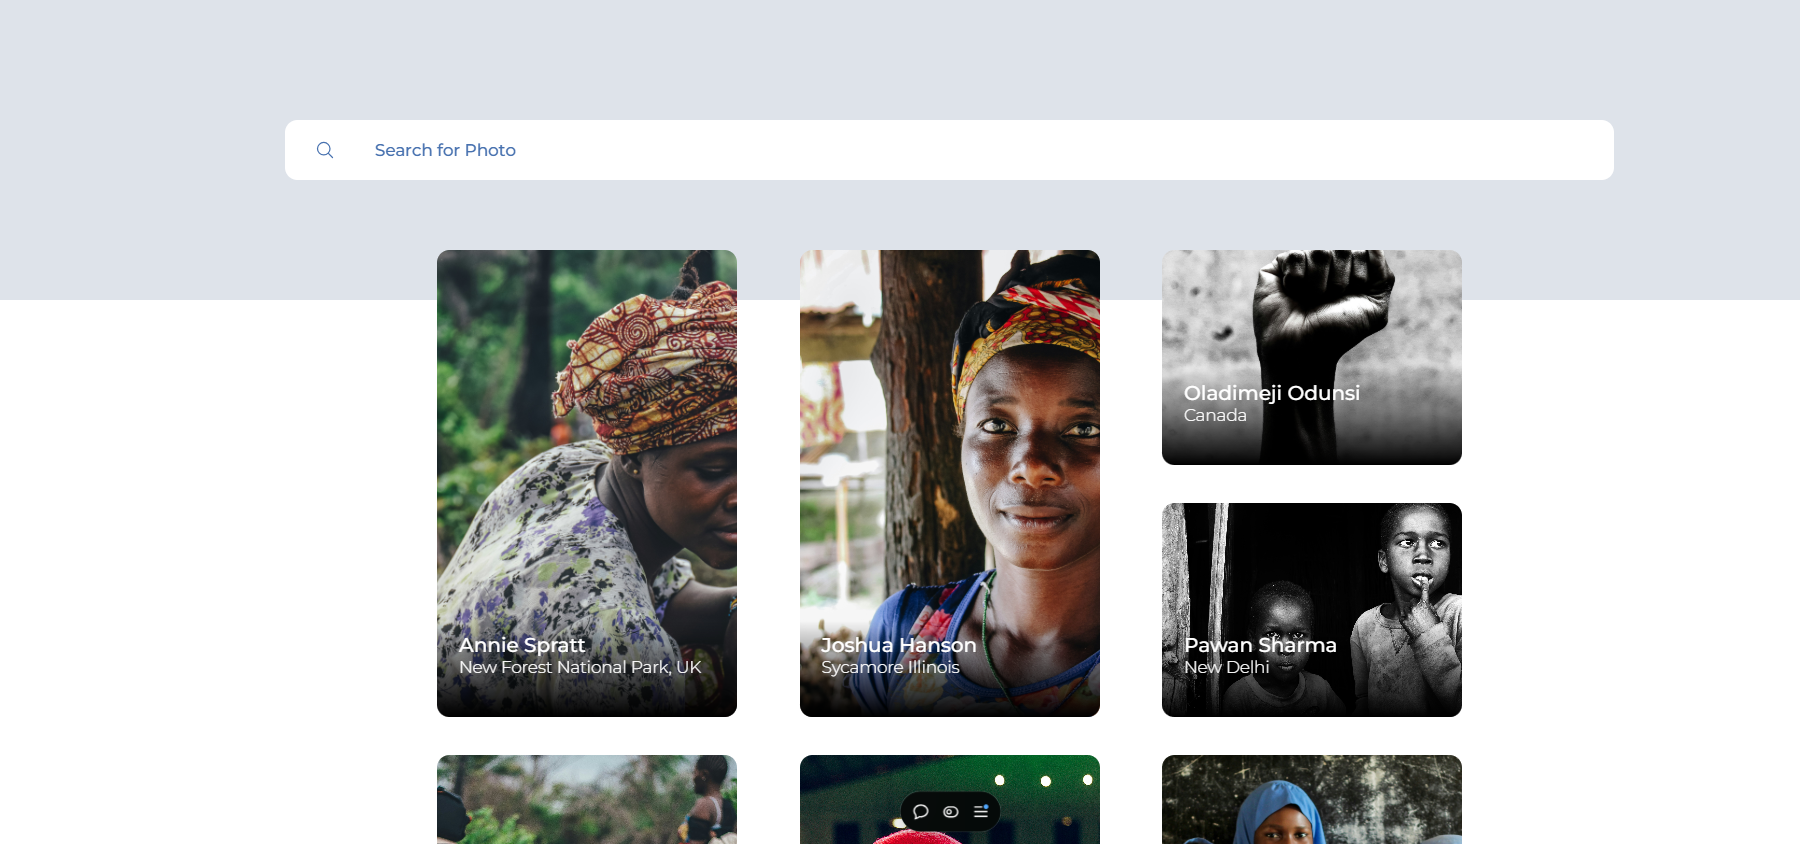 Search for Photo
Oladimeji Odunsi
Canada
Annie Spratt
New Forest National Park, UK
Joshua Hanson
Sycamore Illinois
Pawan Sharma
New Delhi